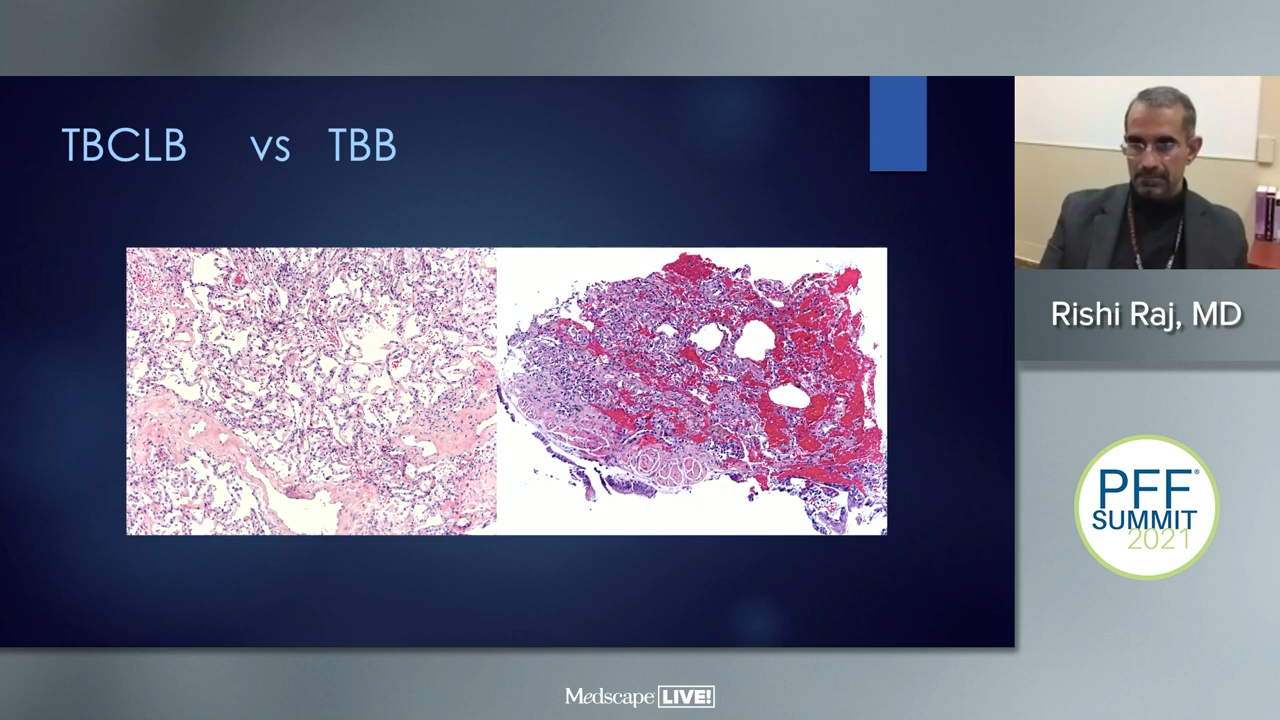 TBCLB vs TBB
Rishi Raj, MD
PFF®
SUMMIT
2021
Medscape LIVE!